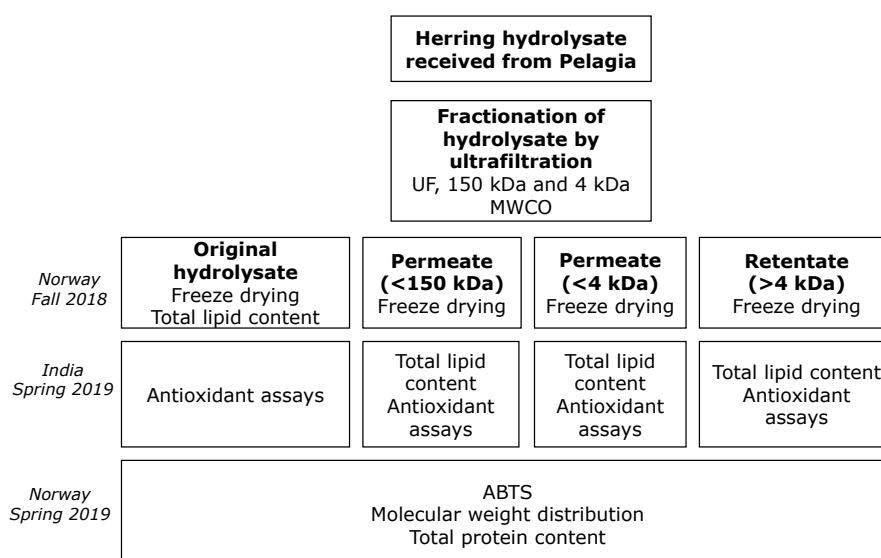 Herring hydrolysate
received from Pelagia
Fractionation of
hydrolysate by
ultrafiltration
UF, 150 kDa and 4 kDa
MWCO
Norway
Fall 2018
Original
hydrolysate
Freeze drying
Total lipid content
Permeate
(<150 kDa)
Freeze drying
Permeate
(<4 kDa)
Freeze drying
Retentate
(>4 kDa)
Freeze drying
India
Spring 2019
Antioxidant assays
Total lipid
content
Antioxidant
assays
Total lipid
content
Antioxidant
assays
Total lipid content
Antioxidant
assays
Norway
Spring 2019
ABTS
Molecular weight distribution
Total protein content